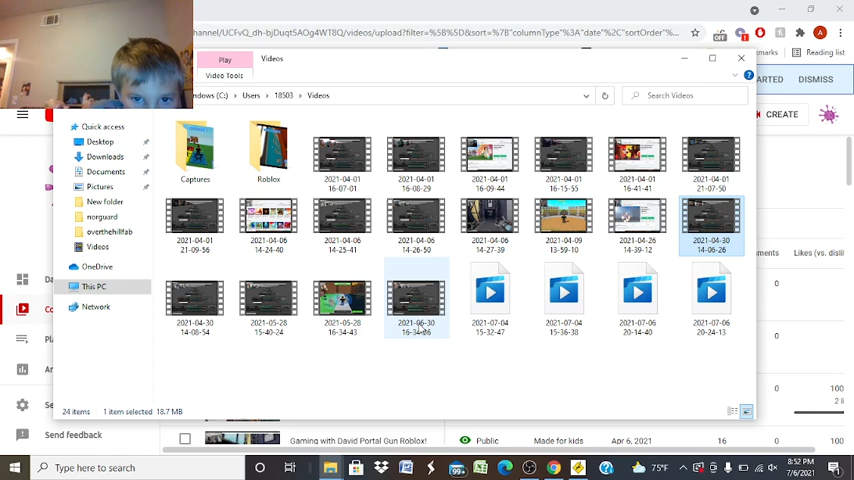 channel/UCFvQ_dh-bjDuqt5AOg4WT8Q/videos/upload?filter=%5B%5D&sort=%7B"columnType"%3A"date"%2C"sortOrder"%...
Play
Videos
Video Tools
ndows (C:) > Users > 18503 > Videos
Search Videos
Reading list
DISMISS
CREATE
Quick access
Desktop
Downloads
Documents
Pictures
New folder
norguard
overthehillfab
Videos
OneDrive
This PC
Network
Captures
Roblox
2021-04-01 16-07-01
2021-04-01 16-08-29
2021-04-01 16-09-44
2021-04-01 16-15-55
2021-04-01 16-41-41
2021-04-01 21-07-50
2021-04-01 21-09-56
2021-04-06 14-24-40
2021-04-06 14-25-41
2021-04-06 14-26-50
2021-04-06 14-27-39
2021-04-09 13-59-10
2021-04-26 14-39-12
2021-04-30 14-06-26
2021-04-30 14-08-54
2021-05-28 15-40-24
2021-05-28 16-34-43
2021-07-04 15-32-47
2021-07-04 15-36-38
2021-07-06 20-14-40
2021-07-06 20-24-13
24 items 1 item selected 18.7 MB
Likes (vs. disli
0
0
0
0
100
2 li
0
Send feedback
Gaming with David Portal Gun Roblox! Public Made for kids Apr 6, 2021 16 0 100
Type here to search
99+
75°F
8:52 PM
7/6/2021